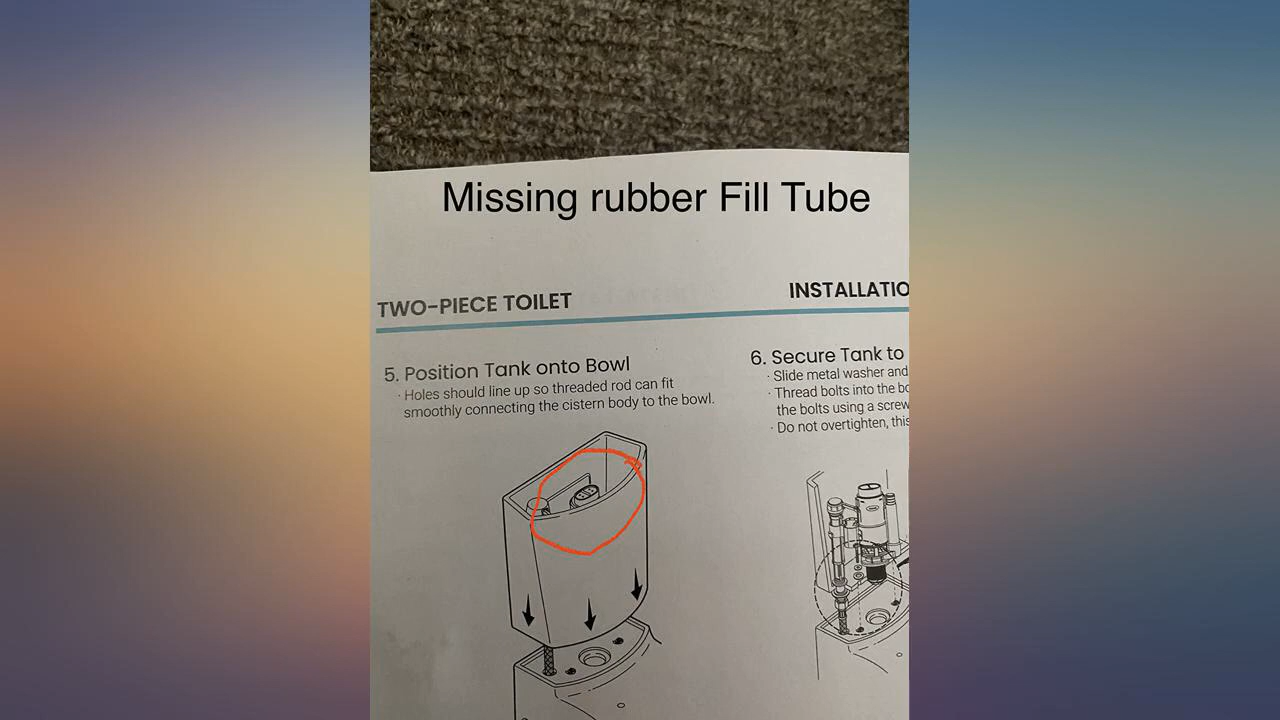 Missing rubber Fill Tube
TWO-PIECE TOILET
INSTALLATIO
5. Position Tank onto Bowl
· Holes should line up so threaded rod can fit
smoothly connecting the cistern body to the bowl.
6. Secure Tank to
· Slide metal washer and
· Thread bolts into the bo
the bolts using a screw
· Do not overtighten, this